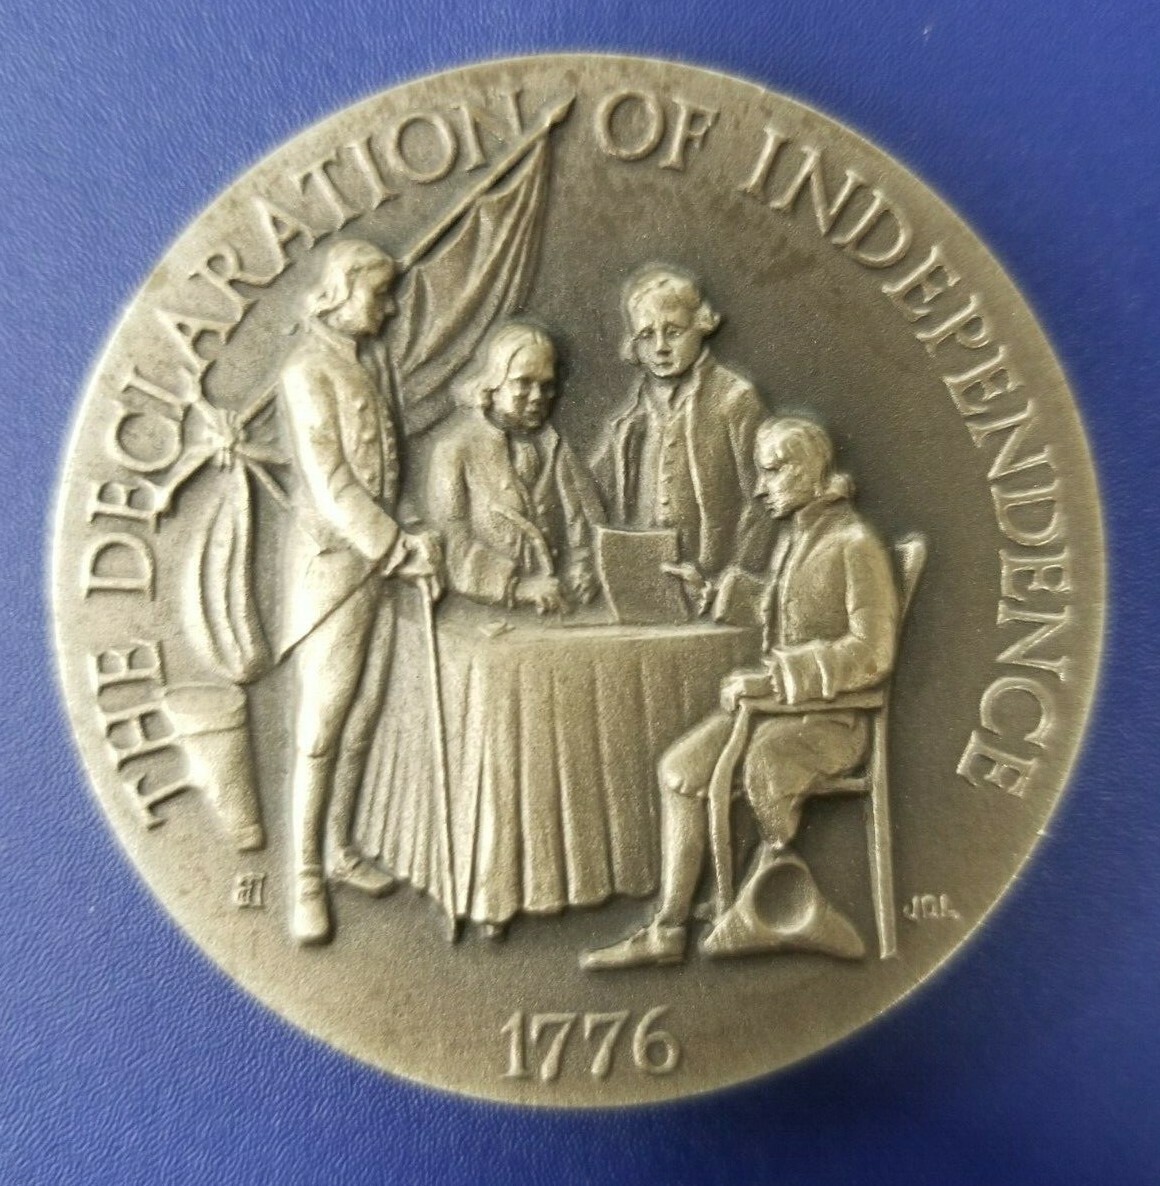 THE DECLARATION OF INDEPENDENCE
1776